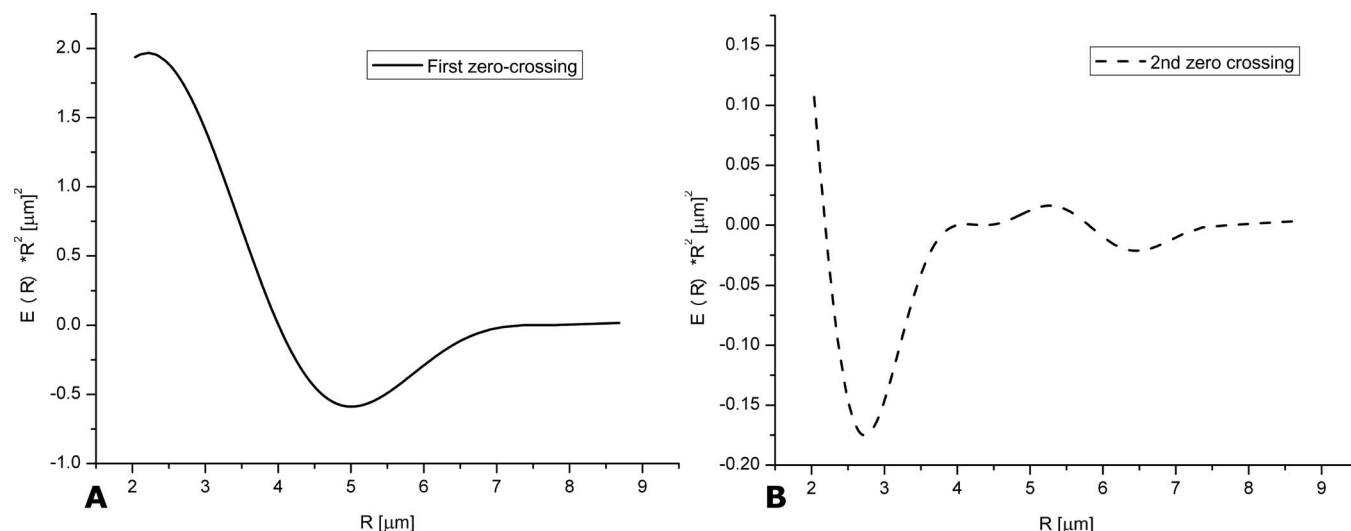 First zero-crossing
2.0
1.5
1.0
0.5
0.0
-0.5
-1.0
E (R) *R² [μm]²
2 3 4 5 6 7 8 9
R [μm]
A
2nd zero crossing
0.15
0.10
0.05
0.00
-0.05
-0.10
-0.15
-0.20
E (R) *R² [μm]²
2 3 4 5 6 7 8 9
R [μm]
B